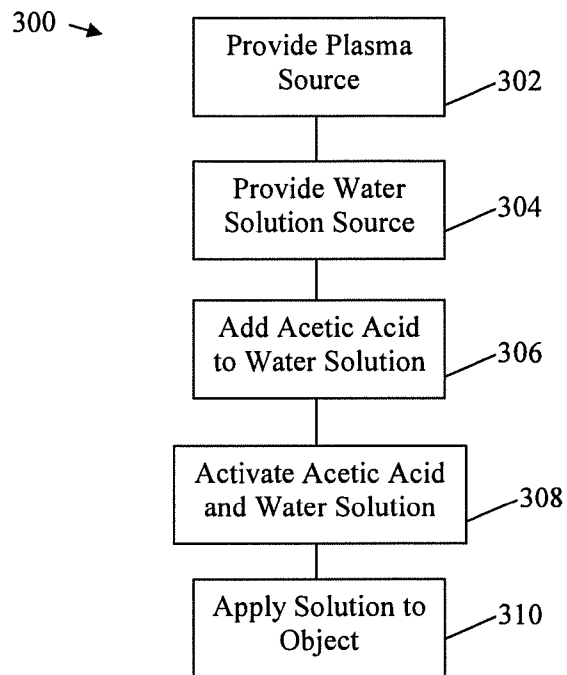 300
Provide Plasma
Source
302
Provide Water
Solution Source
304
Add Acetic Acid
to Water Solution
306
Activate Acetic Acid
and Water Solution
308
Apply Solution to
Object
310